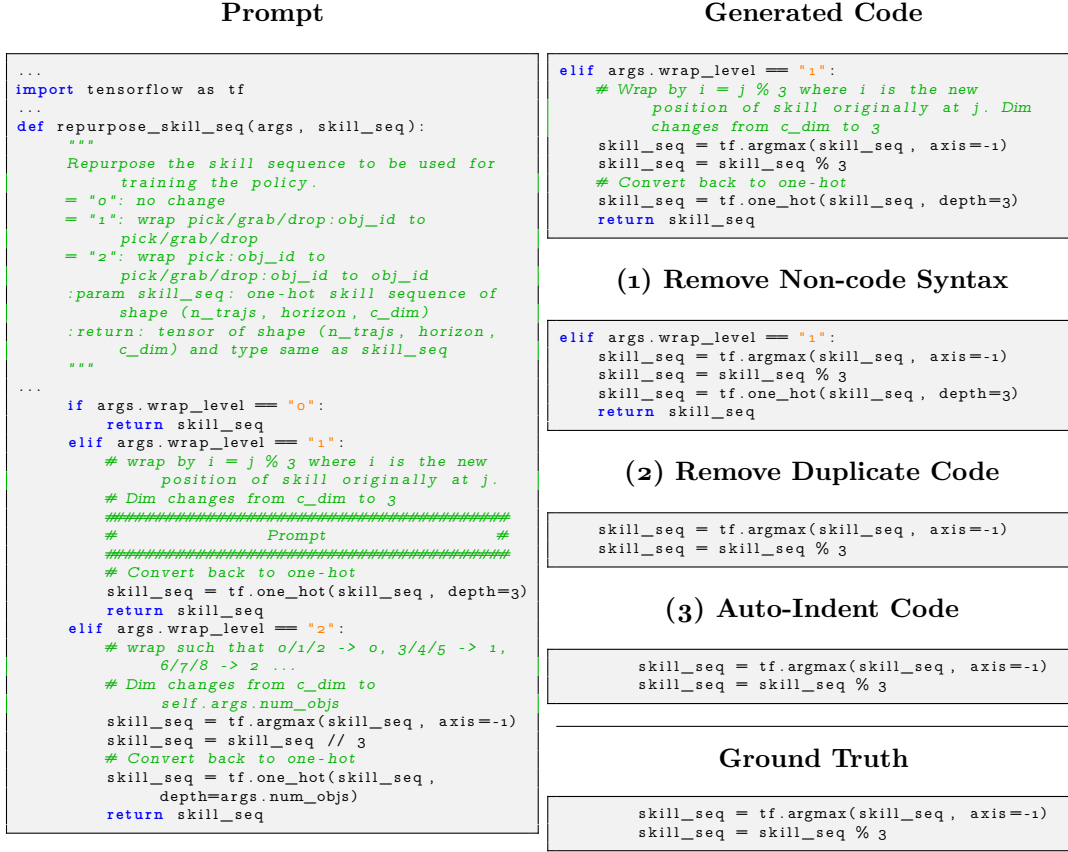 Prompt
...
import tensorflow as tf
...
def repurpose_skill_seq(args, skill_seq):
"""
Repurpose the skill sequence to be used for
training the policy.
= "0": no change
= "1": wrap pick/grab/drop:obj_id to
pick/grab/drop
= "2": wrap pick:obj_id to
pick/grab/drop:obj_id to obj_id
:param skill_seq: one-hot skill sequence of
shape (n_trajs, horizon, c_dim)
:return: tensor of shape (n_trajs, horizon,
c_dim) and type same as skill_seq
"""
...
if args.wrap_level == "0":
return skill_seq
elif args.wrap_level == "1":
# wrap by i = j % 3 where i is the new
position of skill originally at j.
# Dim changes from c_dim to 3
########################################
# Prompt #
########################################
# Convert back to one-hot
skill_seq = tf.one_hot(skill_seq, depth=3)
return skill_seq
elif args.wrap_level == "2":
# wrap such that 0/1/2 -> 0, 3/4/5 -> 1,
6/7/8 -> 2 ...
# Dim changes from c_dim to
self.args.num_objs
skill_seq = tf.argmax(skill_seq, axis=-1)
skill_seq = skill_seq // 3
# Convert back to one-hot
skill_seq = tf.one_hot(skill_seq,
depth=args.num_objs)
return skill_seq
Generated Code
elif args.wrap_level == "1":
# Wrap by i = j % 3 where i is the new
position of skill originally at j. Dim
changes from c_dim to 3
skill_seq = tf.argmax(skill_seq, axis=-1)
skill_seq = skill_seq % 3
# Convert back to one-hot
skill_seq = tf.one_hot(skill_seq, depth=3)
return skill_seq
(1) Remove Non-code Syntax
elif args.wrap_level == "1":
skill_seq = tf.argmax(skill_seq, axis=-1)
skill_seq = skill_seq % 3
skill_seq = tf.one_hot(skill_seq, depth=3)
return skill_seq
(2) Remove Duplicate Code
skill_seq = tf.argmax(skill_seq, axis=-1)
skill_seq = skill_seq % 3
(3) Auto-Indent Code
skill_seq = tf.argmax(skill_seq, axis=-1)
skill_seq = skill_seq % 3
Ground Truth
skill_seq = tf.argmax(skill_seq, axis=-1)
skill_seq = skill_seq % 3